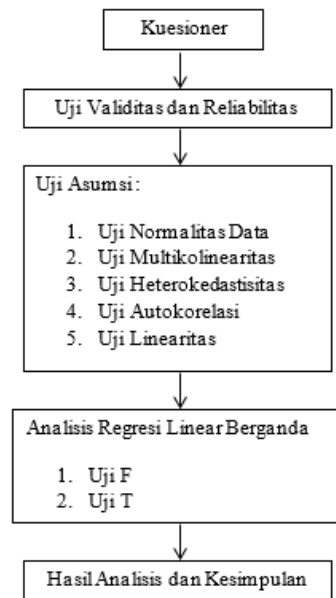 Kuesioner
Uji Validitas dan Reliabilitas
Uji Asumsi:
1. Uji Normalitas Data
2. Uji Multikolinearitas
3. Uji Heterokedastisitas
4. Uji Autokorelasi
5. Uji Linearitas
Analisis Regresi Linear Berganda
1. Uji F
2. Uji T
Hasil Analisis dan Kesimpulan